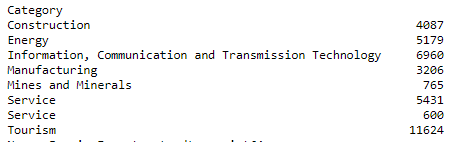 Category
Construction 4087
Energy 5179
Information, Communication and Transmission Technology 6960
Manufacturing 3206
Mines and Minerals 765
Service 5431
Service 600
Tourism 11624